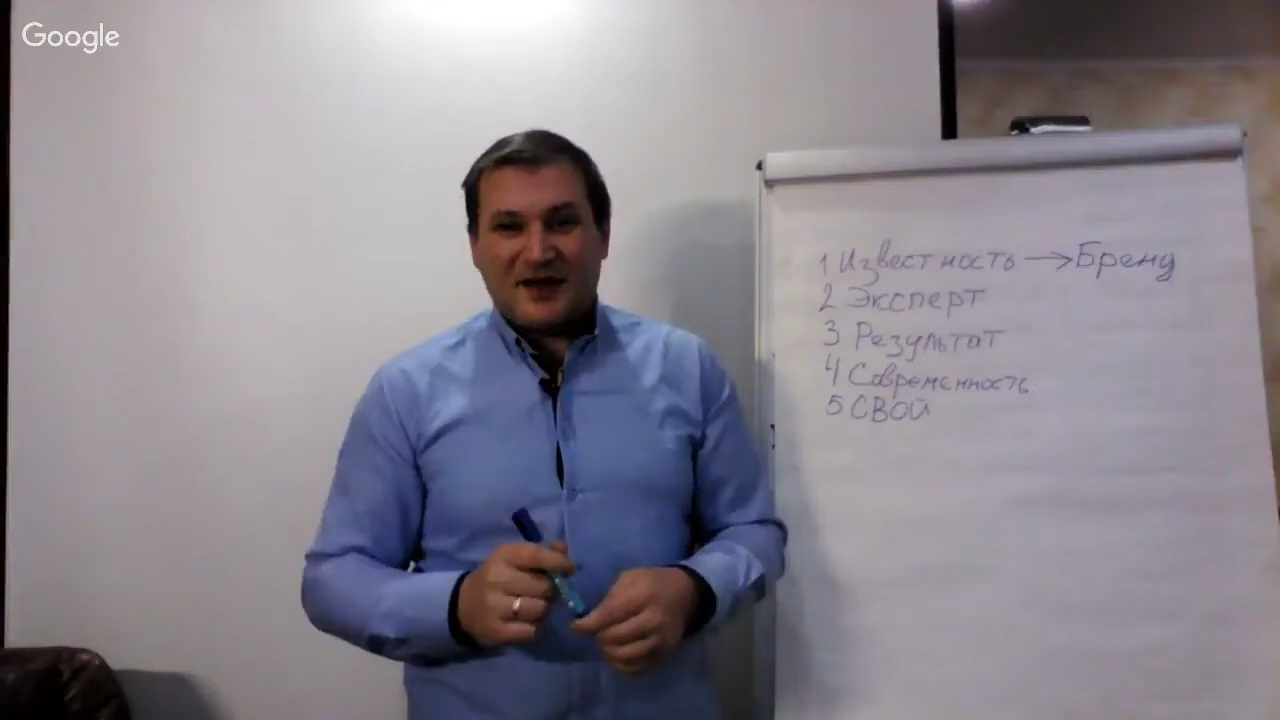 Google
1 Известность → Бренд
2 Эксперт
3 Результат
4 Современность
5 СВОЙ